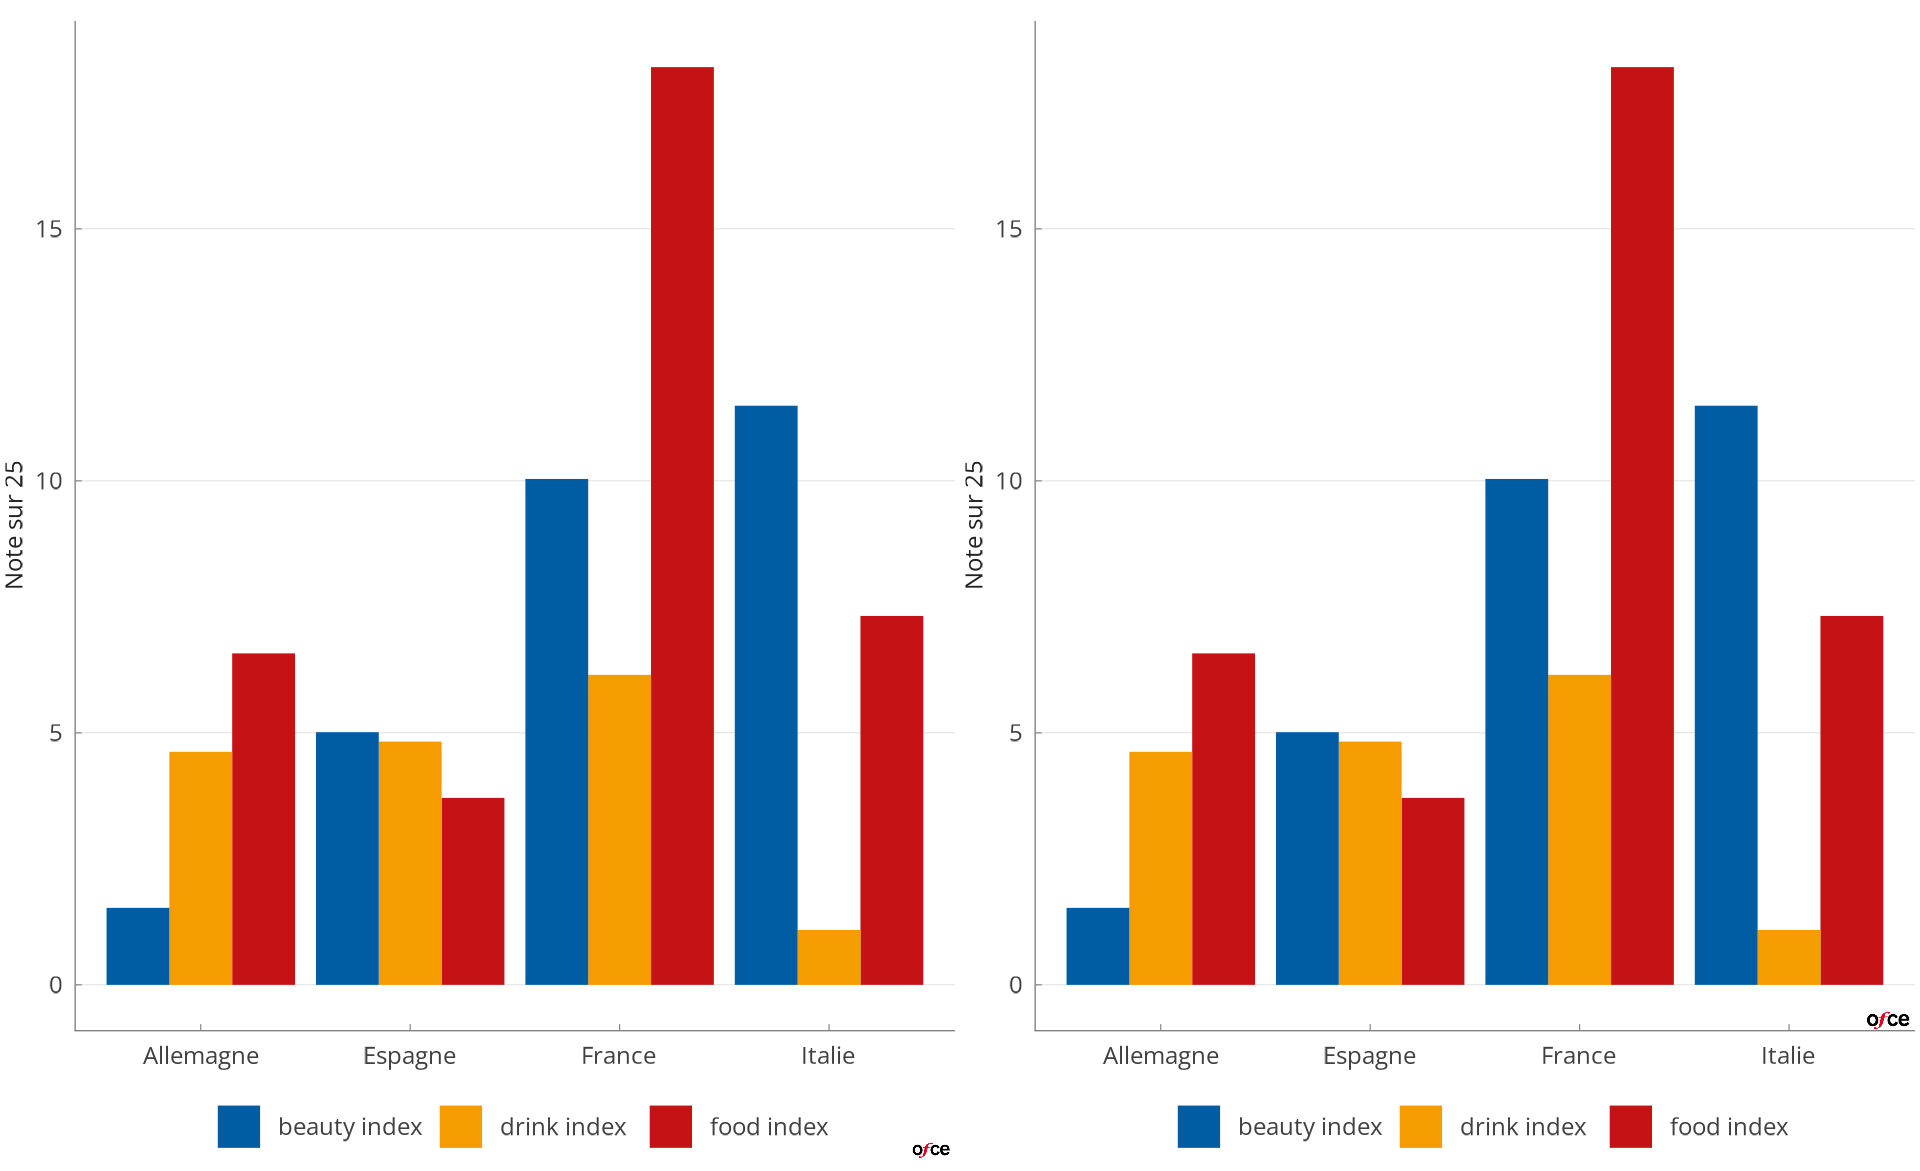 Note sur 25
15
10
5
0
Allemagne Espagne France Italie
beauty index drink index food index
ofce
Note sur 25
15
10
5
0
ofce
Allemagne Espagne France Italie
beauty index drink index food index